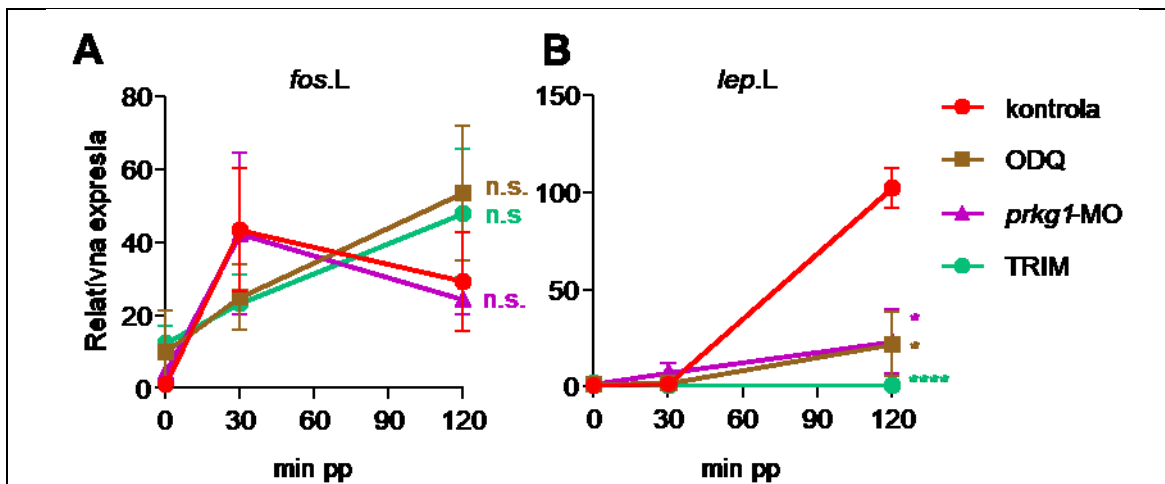 A
fos.L
Relatívna expresia
80
60
40
20
0
0
30
60
90
120
min pp
n.s.
n.s
n.s.
B
lep.L
150
100
50
0
0
30
60
90
120
min pp
*
*
****
kontrola
ODQ
prkg1-MO
TRIM